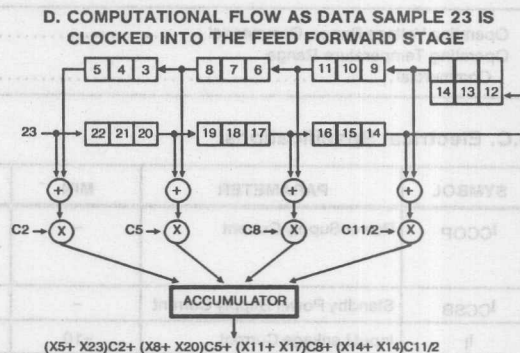 D. COMPUTATIONAL FLOW AS DATA SAMPLE 23 IS
CLOCKED INTO THE THIRD FORWARD STAGE
5 4 3 8 7 6 11 10 9
14 13 12
23 22 21 20 19 18 17 16 15 14
+ + + +
C2 X C5 X C8 X C11/2 X
ACCUMULATOR
(X5+ X23)C2+ (X8+ X20)C5+ (X11+ X17)C8+ (X14+ X14)C11/2